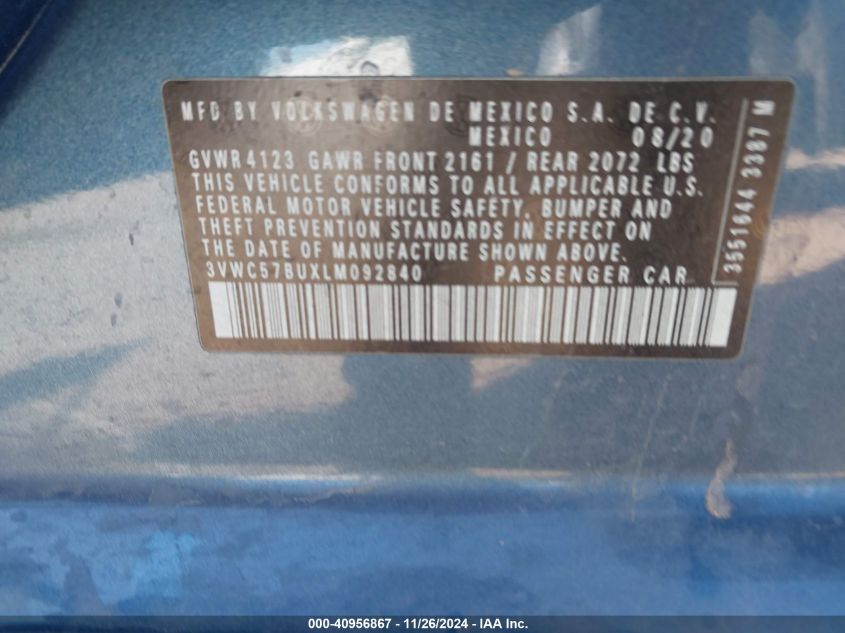 MFD BY VOLKSWAGEN DE MEXICO S.A. DE C.V.
MEXICO 08/20
GVWR 4123 GAWR FRONT 2161 / REAR 2072 LBS
THIS VEHICLE CONFORMS TO ALL APPLICABLE U.S.
FEDERAL MOTOR VEHICLE SAFETY, BUMPER AND
THEFT PREVENTION STANDARDS IN EFFECT ON
THE DATE OF MANUFACTURE SHOWN ABOVE.
3VWC57BUXLM092840 PASSENGER CAR
3551644 3387 M
000-40956867 - 11/26/2024 - IAA Inc.